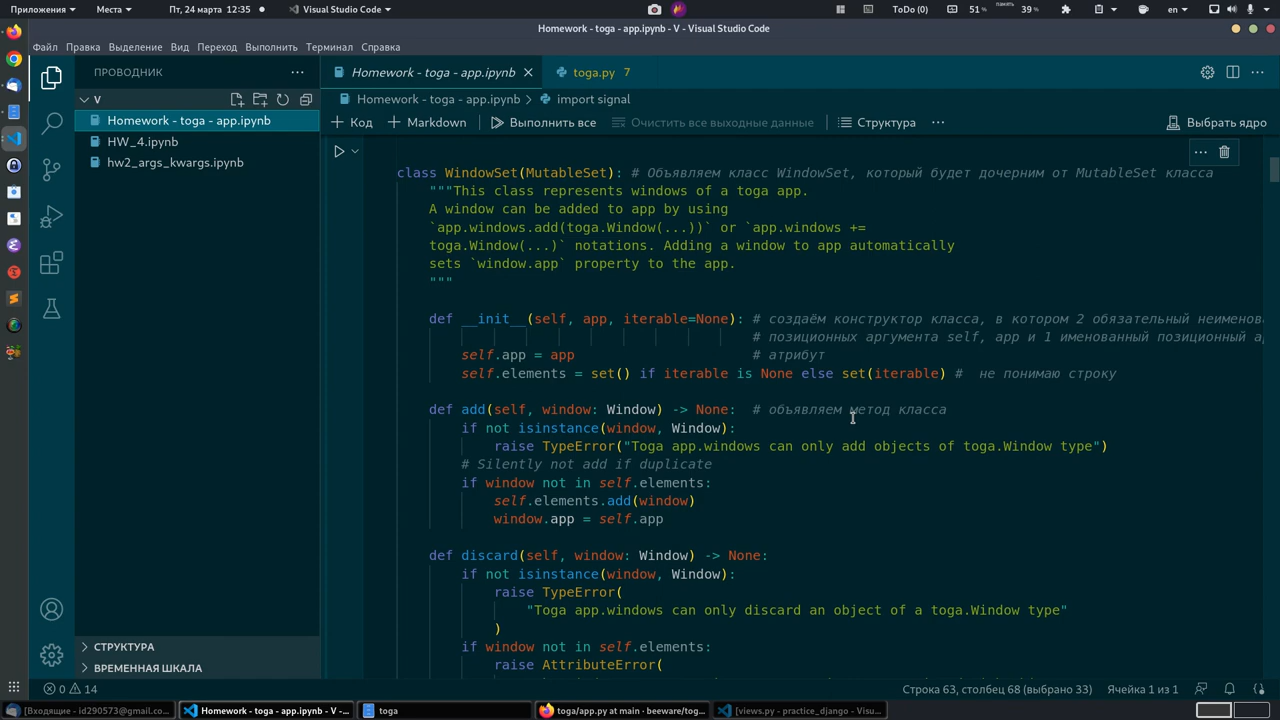 Приложения
Места
Пт, 24 марта 12:35
Visual Studio Code
ToDo (0)
51 %
память
39 %
en
Homework - toga - app.ipynb - V - Visual Studio Code
Файл Правка Выделение Вид Переход Выполнить Терминал Справка
ПРОВОДНИК
Homework - toga - app.ipynb
toga.py 7
V
Homework - toga - app.ipynb > import signal
Homework - toga - app.ipynb
HW_4.ipynb
hw2_args_kwargs.ipynb
+ Код + Markdown Выполнить все Очистить все выходные данные Структура Выбрать ядро
class WindowSet(MutableSet): # Объявляем класс WindowSet, который будет дочерним от MutableSet класса
"""This class represents windows of a toga app.
A window can be added to app by using
`app.windows.add(toga.Window(...))` or `app.windows +=
toga.Window(...)` notations. Adding a window to app automatically
sets `window.app` property to the app.
"""
def __init__(self, app, iterable=None): # создаём конструктор класса, в котором 2 обязательный
# позиционных аргумента self, app и 1 именованный позиционный
self.app = app # атрибут
self.elements = set() if iterable is None else set(iterable) # не понимаю строку
def add(self, window: Window) -> None: # объявляем метод класса
if not isinstance(window, Window):
raise TypeError("Toga app.windows can only add objects of toga.Window type")
# Silently not add if duplicate
if window not in self.elements:
self.elements.add(window)
window.app = self.app
def discard(self, window: Window) -> None:
if not isinstance(window, Window):
raise TypeError(
"Toga app.windows can only discard an object of a toga.Window type"
)
if window not in self.elements:
raise AttributeError(
СТРУКТУРА
ВРЕМЕННАЯ ШКАЛА
0 14
Строка 63, столбец 68 (выбрано 33) Ячейка 1 из 1
[Входящие - id290573@gmail.co...
Homework - toga - app.ipynb - V -...
toga
toga/app.py at main · beeware/tog...
[views.py - practice_django - Visu...